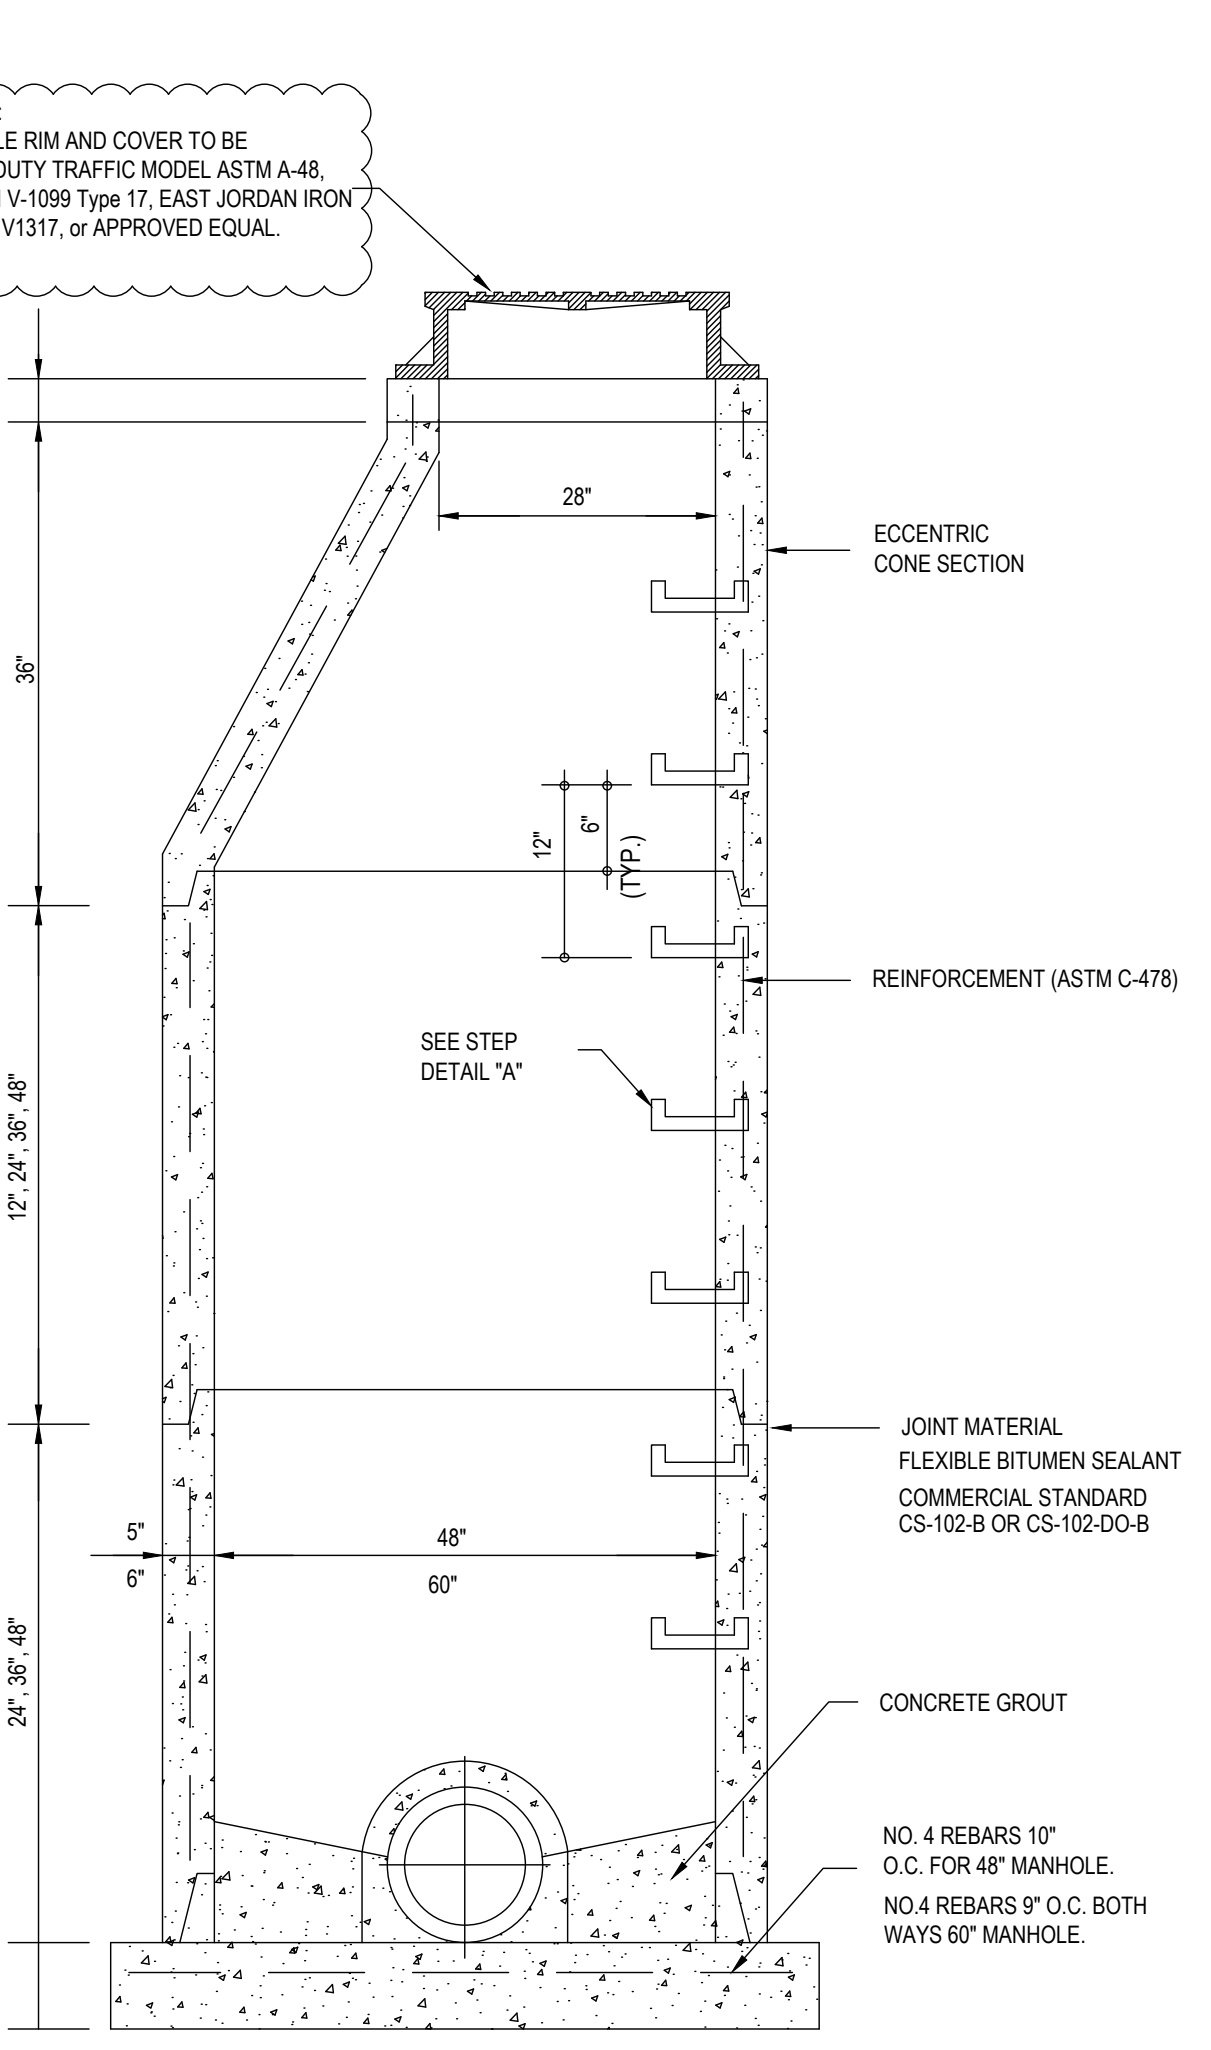 RIM AND COVER TO BE
DUTY TRAFFIC MODEL ASTM A-48,
V-1099 Type 17, EAST JORDAN IRON
V1317, or APPROVED EQUAL.
28"
ECCENTRIC
CONE SECTION
36"
12"
6"
(TYP.)
REINFORCEMENT (ASTM C-478)
SEE STEP
DETAIL "A"
12", 24", 36", 48"
JOINT MATERIAL
FLEXIBLE BITUMEN SEALANT
COMMERCIAL STANDARD
CS-102-B OR CS-102-DO-B
5"
6"
48"
60"
24", 36", 48"
CONCRETE GROUT
NO. 4 REBARS 10"
O.C. FOR 48" MANHOLE.
NO.4 REBARS 9" O.C. BOTH
WAYS 60" MANHOLE.